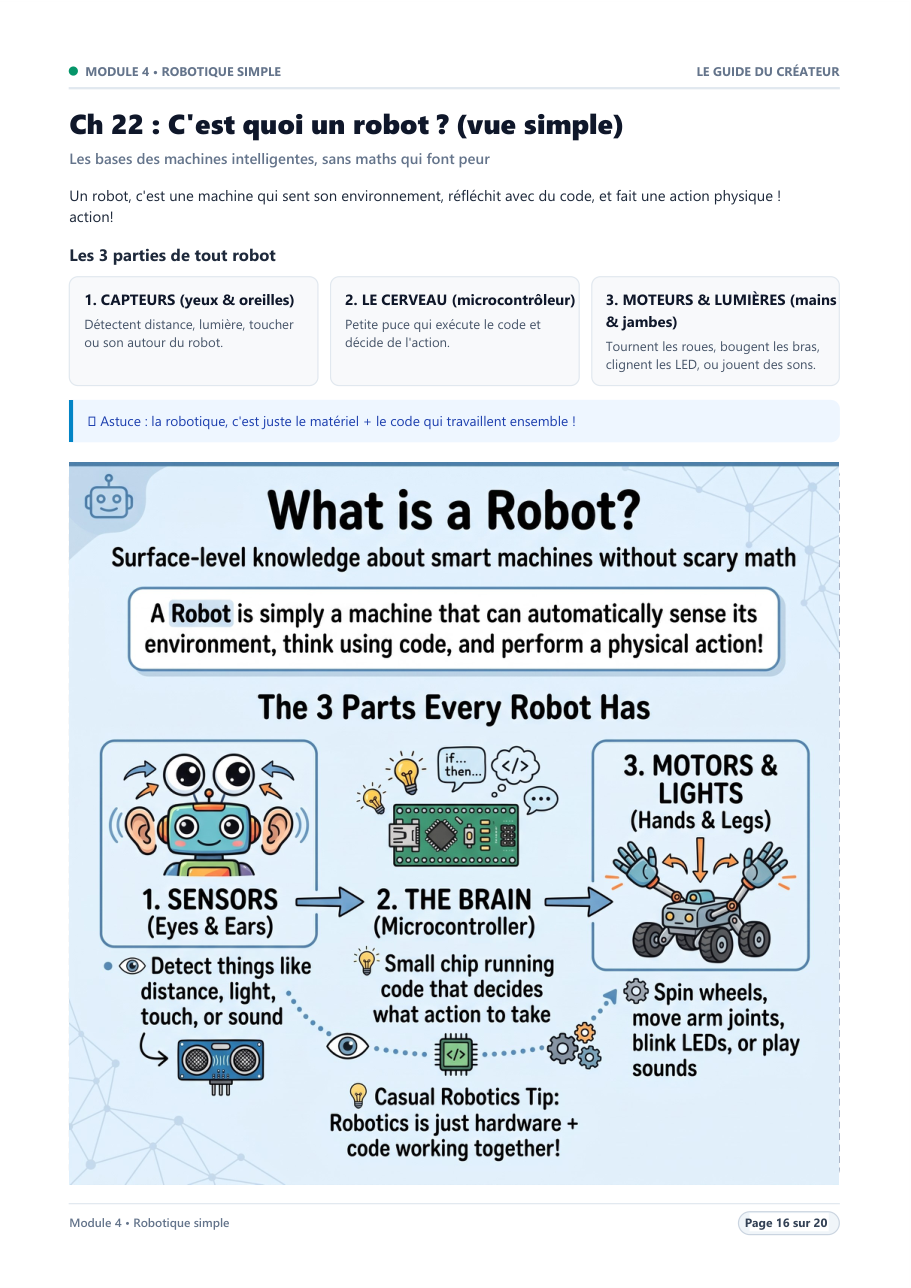 MODULE 4 • ROBOTIQUE SIMPLE
LE GUIDE DU CRÉATEUR
Ch 22 : C'est quoi un robot ? (vue simple)
Les bases des machines intelligentes, sans maths qui font peur
Un robot, c'est une machine qui sent son environnement, réfléchit avec du code, et fait une action physique !
action!
Les 3 parties de tout robot
1. CAPTEURS (yeux & oreilles)
Détectent distance, lumière, toucher
ou son autour du robot.
2. LE CERVEAU (microcontrôleur)
Petite puce qui exécute le code et
décide de l'action.
3. MOTEURS & LUMIÈRES (mains
& jambes)
Tournent les roues, bougent les bras,
clignent les LED, ou jouent des sons.
Astuce : la robotique, c'est juste le matériel + le code qui travaillent ensemble !
What is a Robot?
Surface-level knowledge about smart machines without scary math
A Robot is simply a machine that can automatically sense its
environment, think using code, and perform a physical action!
The 3 Parts Every Robot Has
1. SENSORS
(Eyes & Ears)
Detect things like
distance, light,
touch, or sound
if...
then...
</>
2. THE BRAIN
(Microcontroller)
Small chip running
code that decides
what action to take
</>
3. MOTORS &
LIGHTS
(Hands & Legs)
Spin wheels,
move arm joints,
blink LEDs, or play
sounds
Casual Robotics Tip:
Robotics is just hardware +
code working together!
Module 4 • Robotique simple
Page 16 sur 20